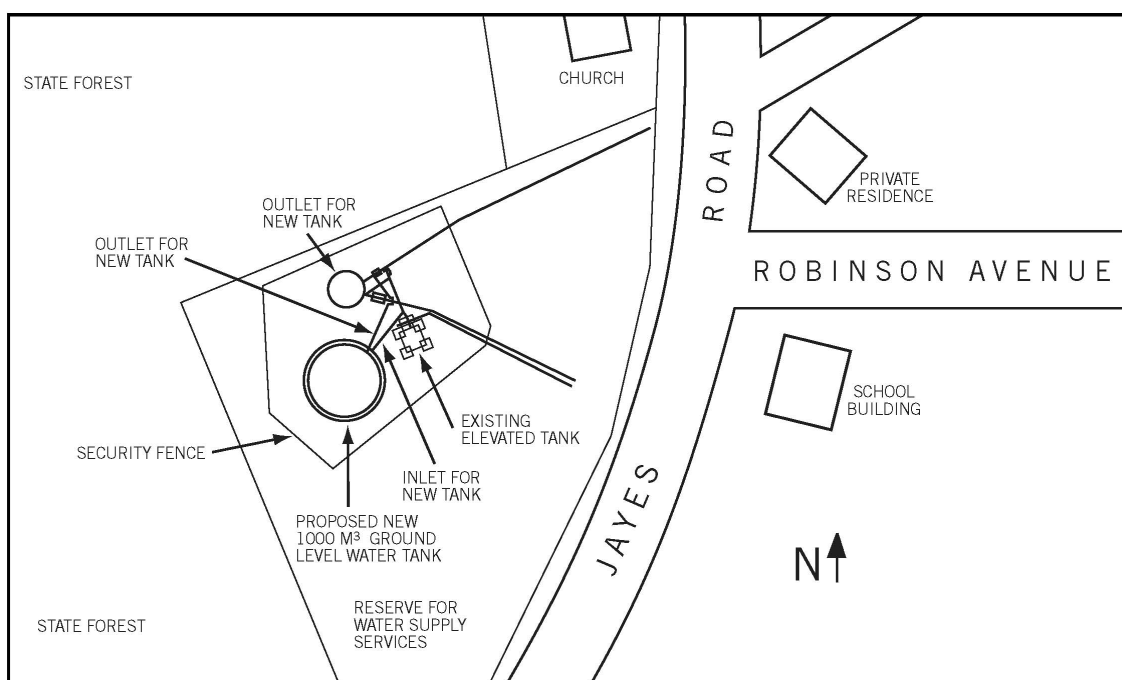 CHURCH
STATE FOREST
ROAD
PRIVATE
RESIDENCE
OUTLET FOR
NEW TANK
OUTLET FOR
NEW TANK
ROBINSON AVENUE
SCHOOL
BUILDING
EXISTING
ELEVATED TANK
SECURITY FENCE
INLET FOR
NEW TANK
PROPOSED NEW
1000 M³ GROUND
LEVEL WATER TANK
JAYES
N
RESERVE FOR
WATER SUPPLY
SERVICES
STATE FOREST